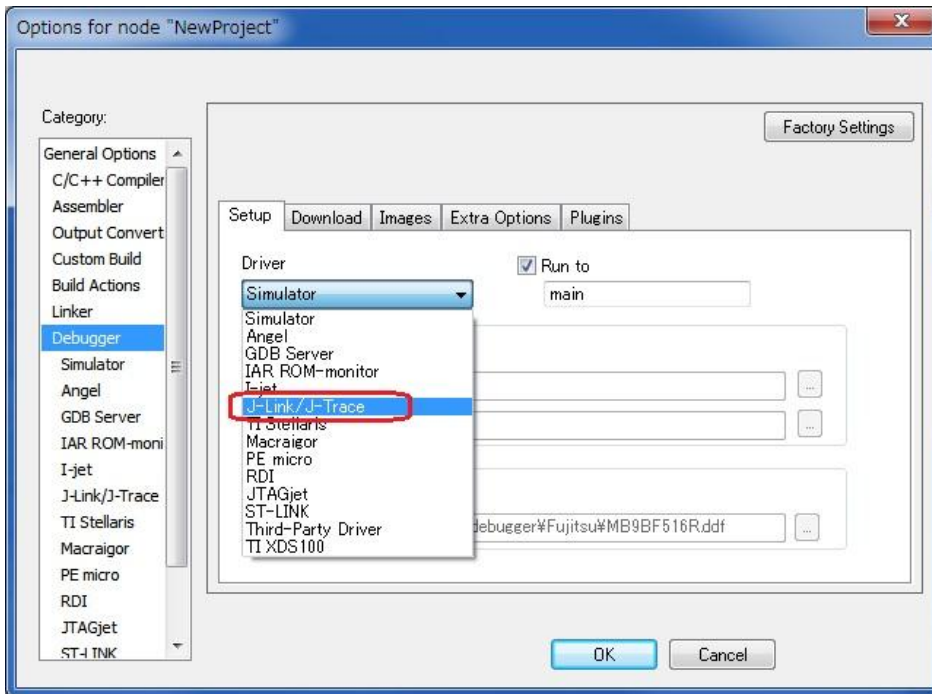 Options for node "NewProject"
Category:
General Options
C/C++ Compiler
Assembler
Output Convert
Custom Build
Build Actions
Linker
Debugger
Simulator
Angel
GDB Server
IAR ROM-moni
I-jet
J-Link/J-Trace
TI Stellaris
Macraigor
PE micro
RDI
JTAGjet
ST-LINK
Factory Settings
Setup
Download
Images
Extra Options
Plugins
Driver
Run to
Simulator
main
Simulator
Angel
GDB Server
IAR ROM-monitor
I-jet
J-Link/J-Trace
TI Stellaris
Macraigor
PE micro
RDI
JTAGjet
ST-LINK
Third-Party Driver
TI XDS100
...
...
debugger¥Fujitsu¥MB9BF516R.ddf
...
OK
Cancel